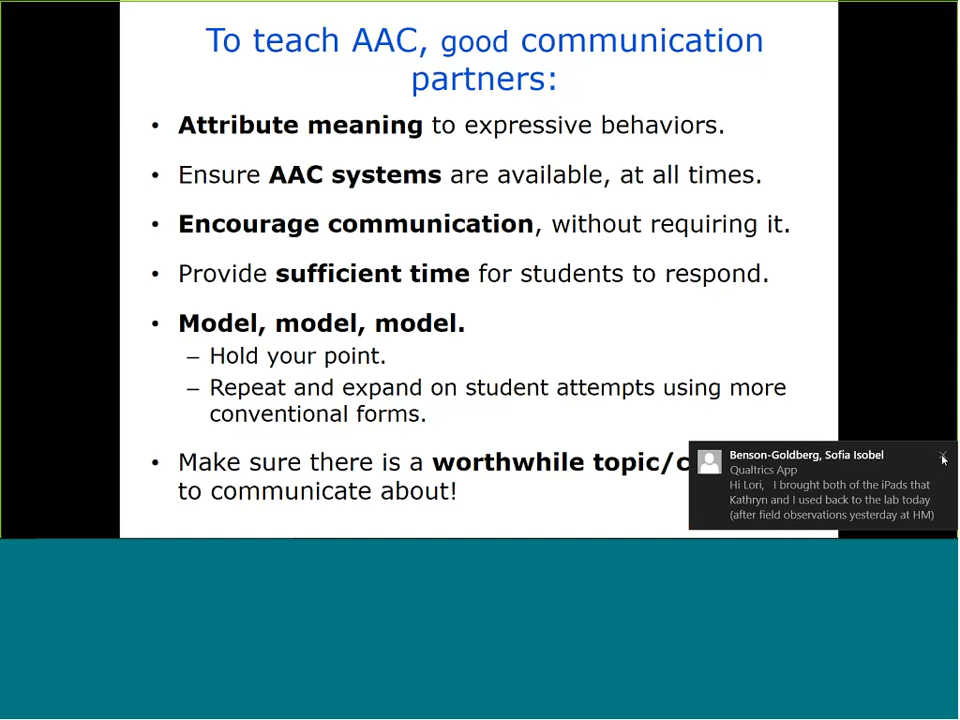 To teach AAC, good communication
partners:
• Attribute meaning to expressive behaviors.
• Ensure AAC systems are available, at all times.
• Encourage communication, without requiring it.
• Provide sufficient time for students to respond.
• Model, model, model.
– Hold your point.
– Repeat and expand on student attempts using more
conventional forms.
• Make sure there is a worthwhile topic/c
to communicate about!
Benson-Goldberg, Sofia Isobel
Qualtrics App
Hi Lori, I brought both of the iPads that
Kathryn and I used back to the lab today
(after field observations yesterday at HM)